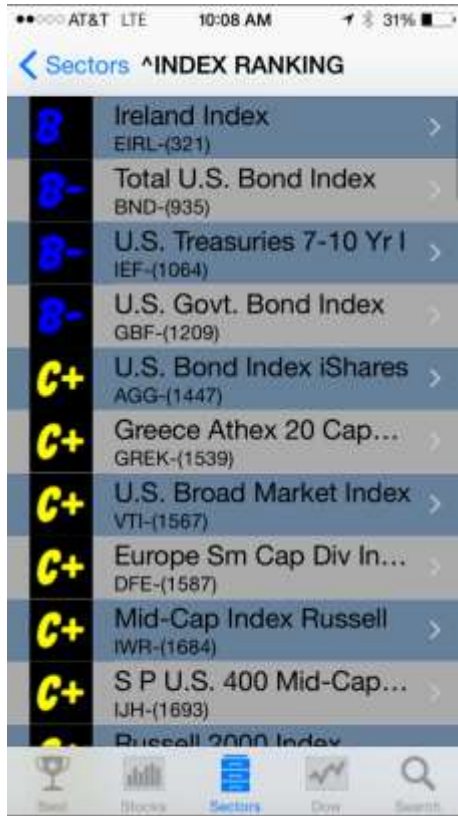 AT&T LTE 10:08 AM 31%
Sectors ^INDEX RANKING
B
Ireland Index
EIRL-(321)
B-
Total U.S. Bond Index
BND-(935)
B-
U.S. Treasuries 7-10 Yr I
IEF-(1064)
B-
U.S. Govt. Bond Index
GBF-(1209)
C+
U.S. Bond Index iShares
AGG-(1447)
C+
Greece Athex 20 Cap...
GREK-(1539)
C+
U.S. Broad Market Index
VTI-(1567)
C+
Europe Sm Cap Div In...
DFE-(1587)
C+
Mid-Cap Index Russell
IWR-(1684)
C+
S P U.S. 400 Mid-Cap...
IJH-(1693)
Russell 2000 Index
Best Stocks Sectors Dow Search